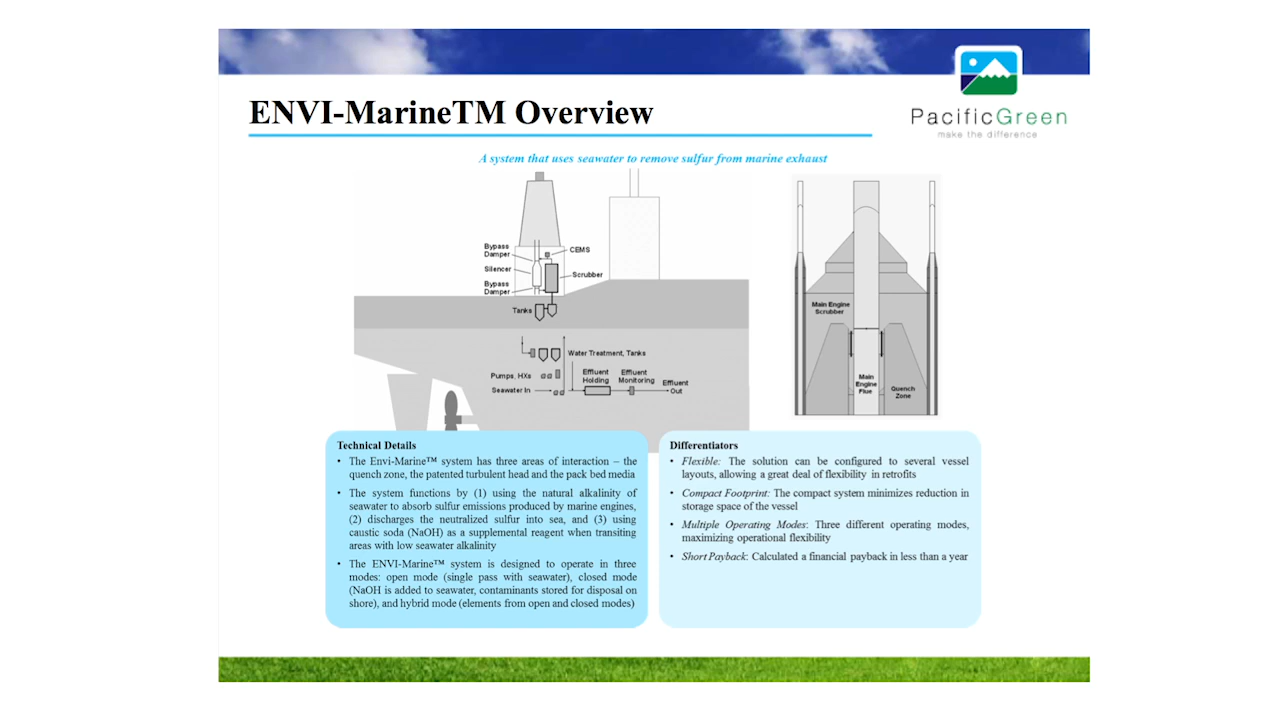 PacificGreen
make the difference
ENVI-MarineTM Overview
A system that uses seawater to remove sulfur from marine exhaust
Bypass
Damper
CEMS
Silencer
Scrubber
Bypass
Damper
Tanks
Water Treatment, Tanks
Pumps, HXs
Effluent
Holding
Effluent
Monitoring
Effluent
Out
Seawater In
Main Engine
Scrubber
Main
Engine
Flue
Quench
Zone
Technical Details
• The Envi-Marine™ system has three areas of interaction – the
quench zone, the patented turbulent head and the pack bed media
• The system functions by (1) using the natural alkalinity of
seawater to absorb sulfur emissions produced by marine engines,
(2) discharges the neutralized sulfur into sea, and (3) using
caustic soda (NaOH) as a supplemental reagent when transiting
areas with low seawater alkalinity
• The ENVI-Marine™ system is designed to operate in three
modes: open mode (single pass with seawater), closed mode
(NaOH is added to seawater, contaminants stored for disposal on
shore), and hybrid mode (elements from open and closed modes)
Differentiators
• Flexible: The solution can be configured to several vessel
layouts, allowing a great deal of flexibility in retrofits
• Compact Footprint: The compact system minimizes reduction in
storage space of the vessel
• Multiple Operating Modes: Three different operating modes,
maximizing operational flexibility
• Short Payback: Calculated a financial payback in less than a year